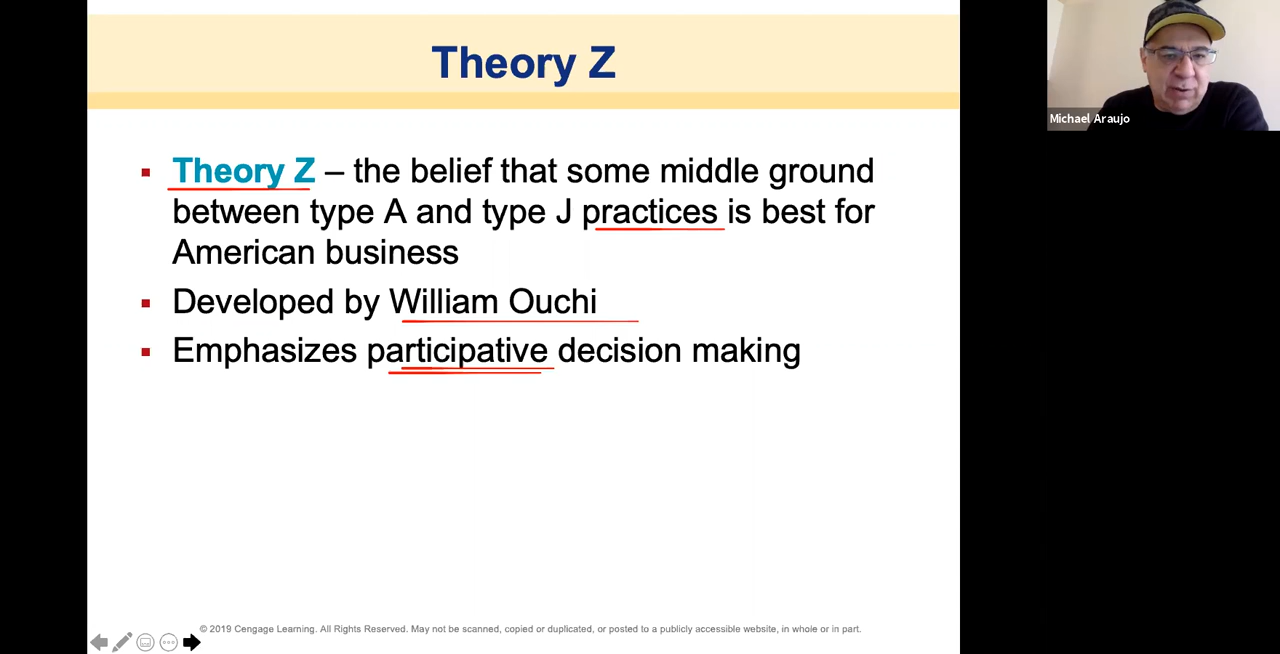 Theory Z
Michael Araujo
▪ Theory Z – the belief that some middle ground
between type A and type J practices is best for
American business
▪ Developed by William Ouchi
▪ Emphasizes participative decision making
© 2019 Cengage Learning. All Rights Reserved. May not be scanned, copied or duplicated, or posted to a publicly accessible website, in whole or in part.